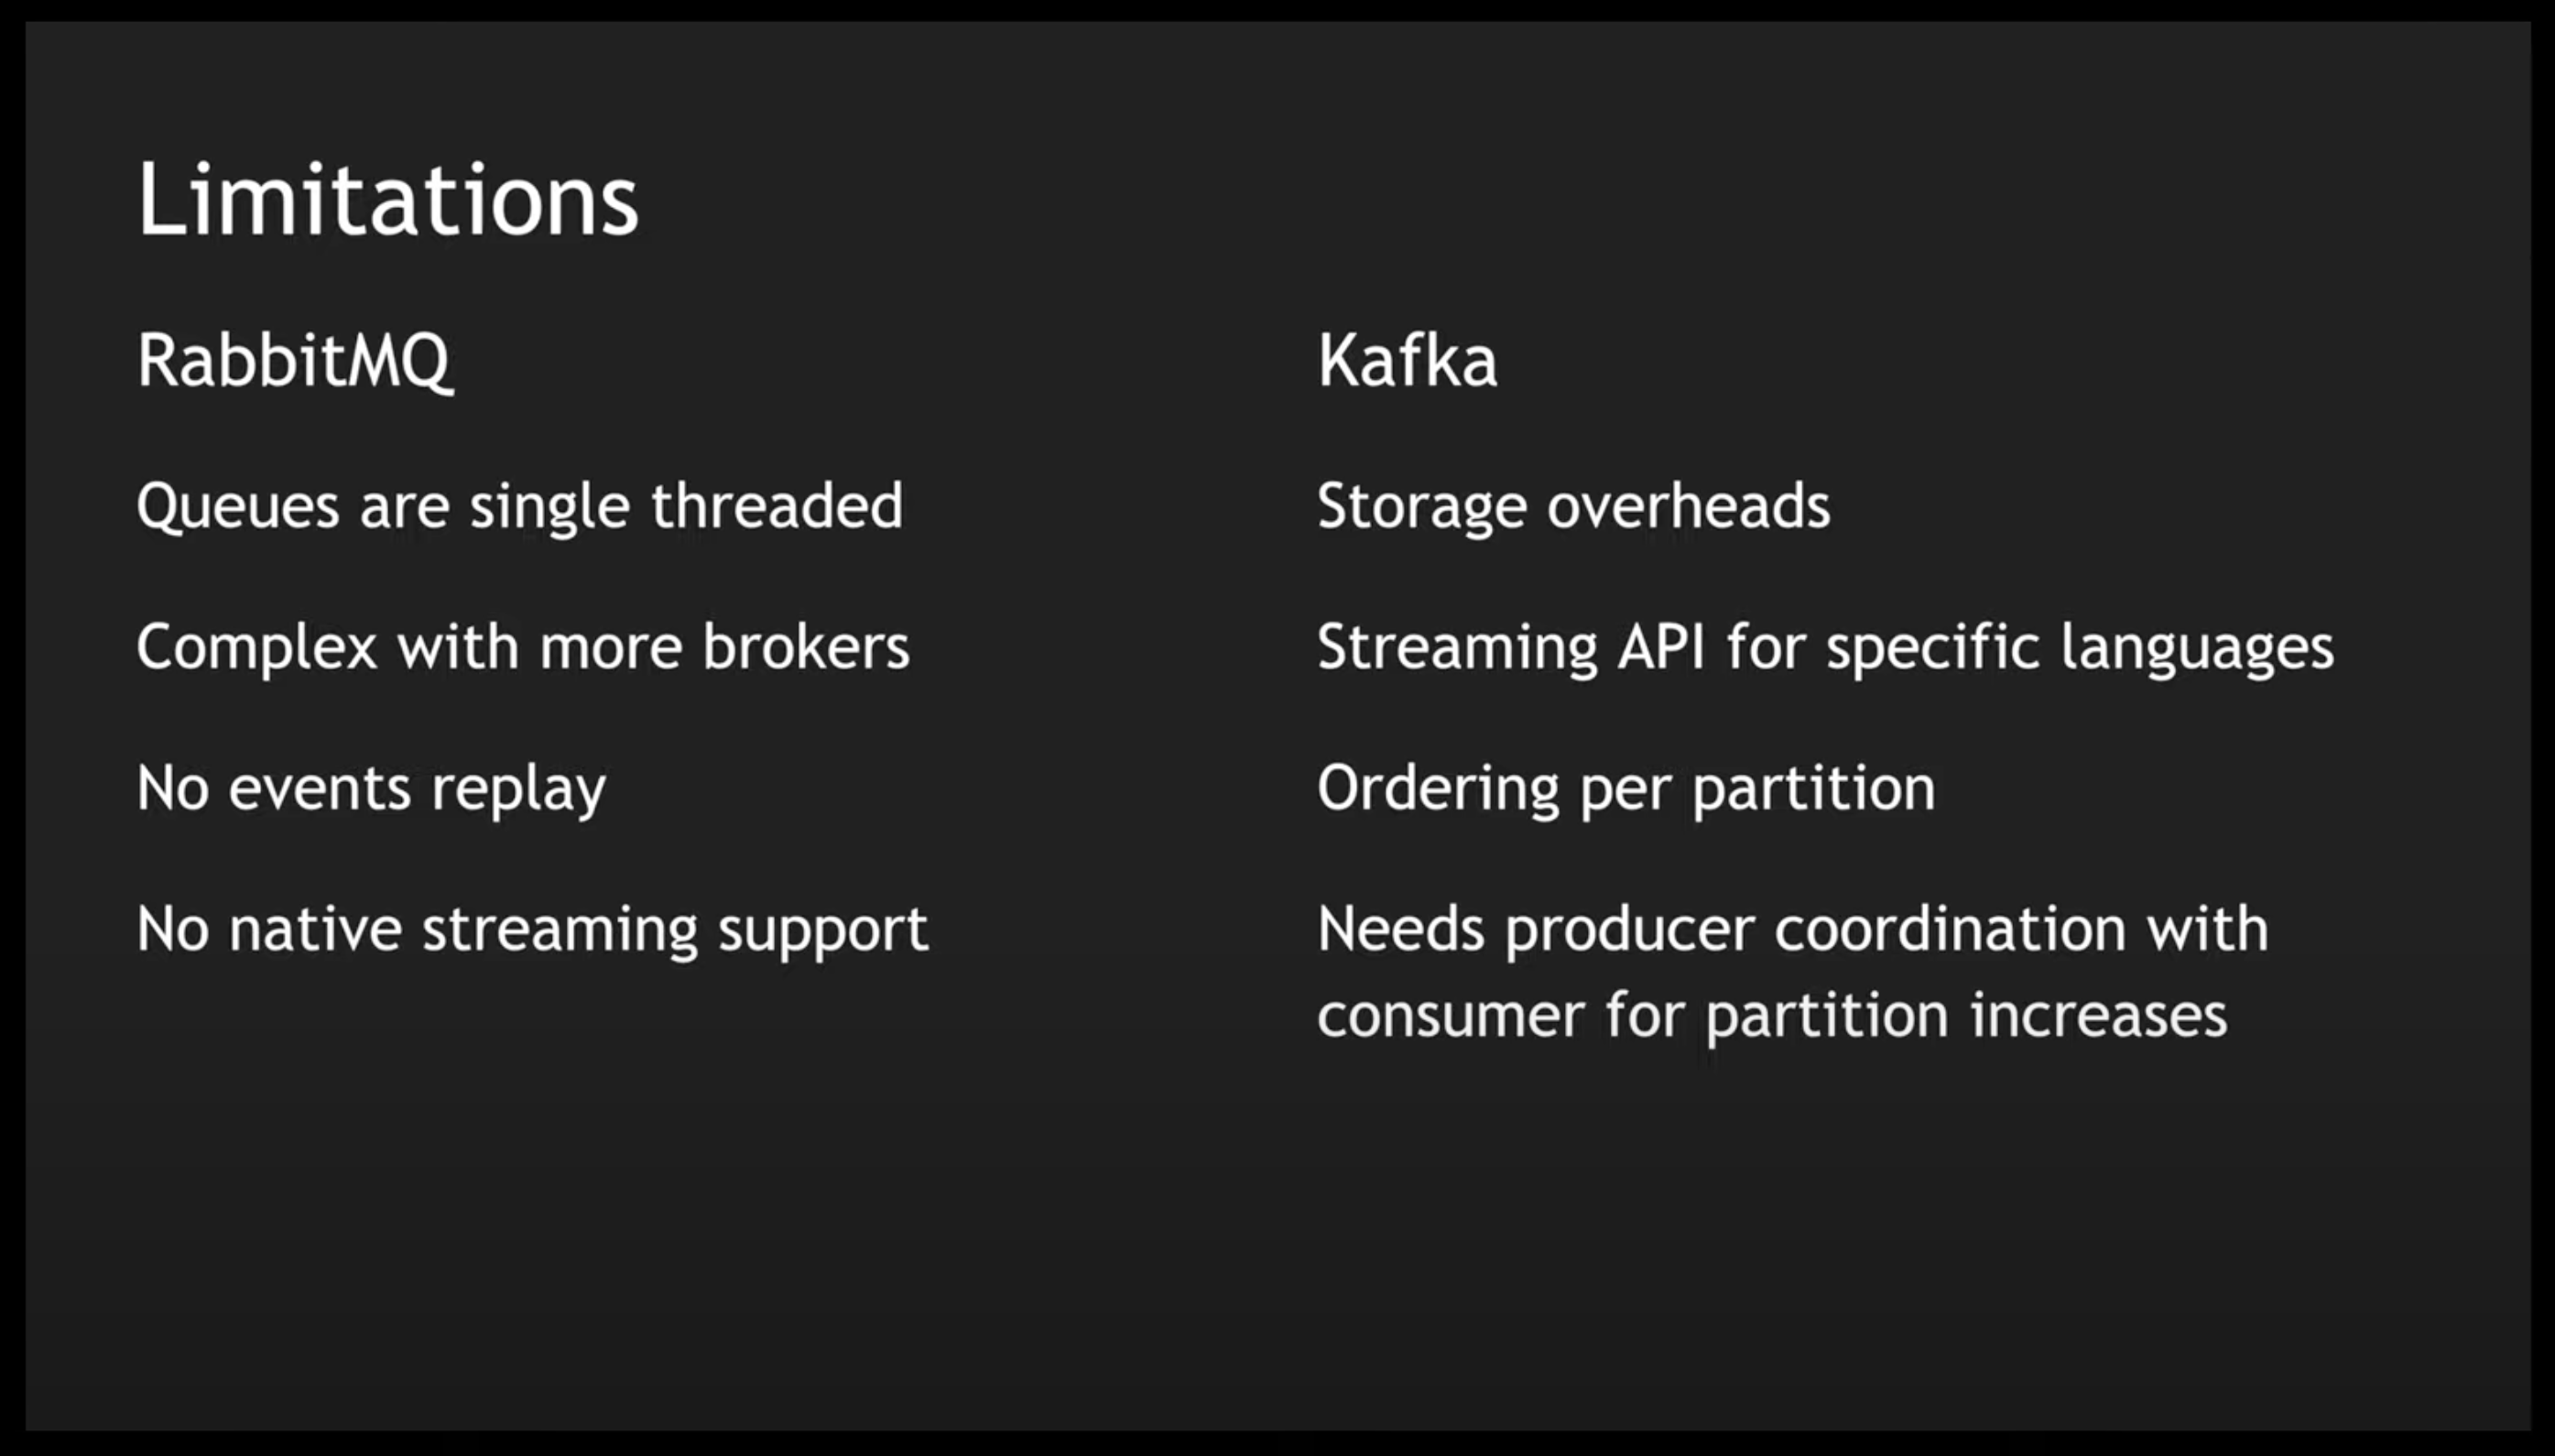 Limitations
RabbitMQ
Queues are single threaded
Complex with more brokers
No events replay
No native streaming support
Kafka
Storage overheads
Streaming API for specific languages
Ordering per partition
Needs producer coordination with
consumer for partition increases